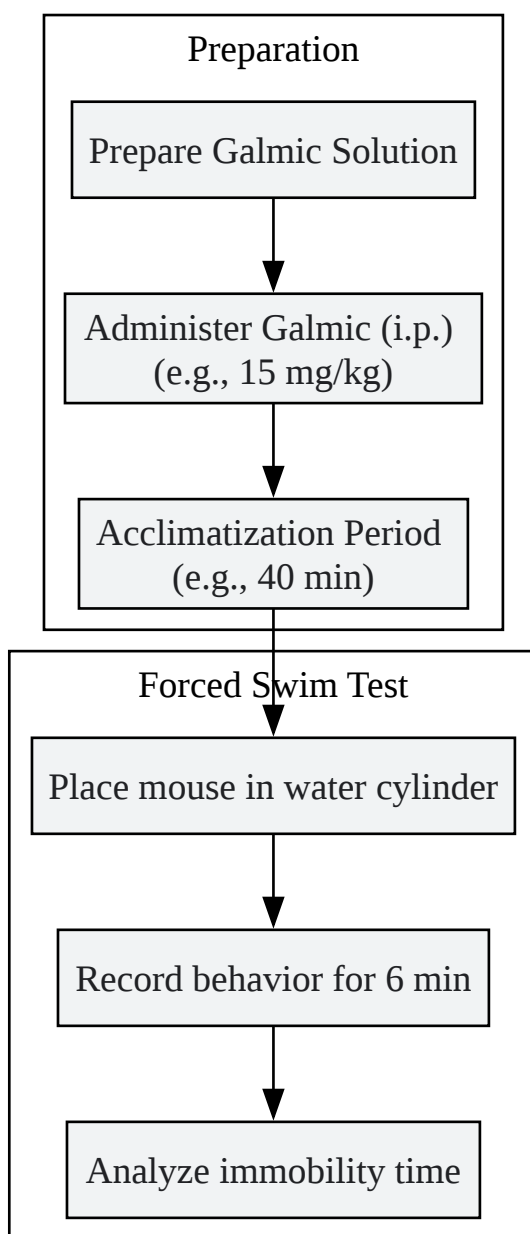 Preparation
Prepare Galmic Solution
Administer Galmic (i.p.)
(e.g., 15 mg/kg)
Acclimatization Period
(e.g., 40 min)
Forced Swim Test
Place mouse in water cylinder
Record behavior for 6 min
Analyze immobility time